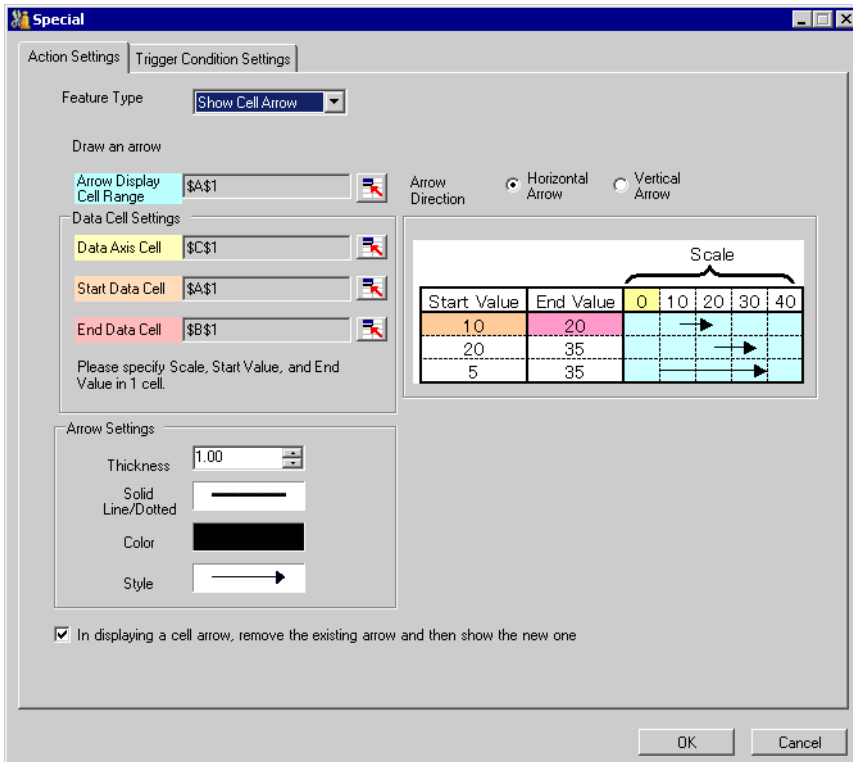 Special
Action Settings
Trigger Condition Settings
Feature Type
Show Cell Arrow
Draw an arrow
Arrow Display
Cell Range
$A$1
Arrow
Direction
Horizontal
Arrow
Vertical
Arrow
Data Cell Settings
Data Axis Cell
$C$1
Start Data Cell
$A$1
End Data Cell
$B$1
Please specify Scale, Start Value, and End
Value in 1 cell.
Scale
Start Value End Value 0 10 20 30 40
10 20
20 35
5 35
Arrow Settings
Thickness
1.00
Solid
Line/Dotted
Color
Style
In displaying a cell arrow, remove the existing arrow and then show the new one
OK
Cancel